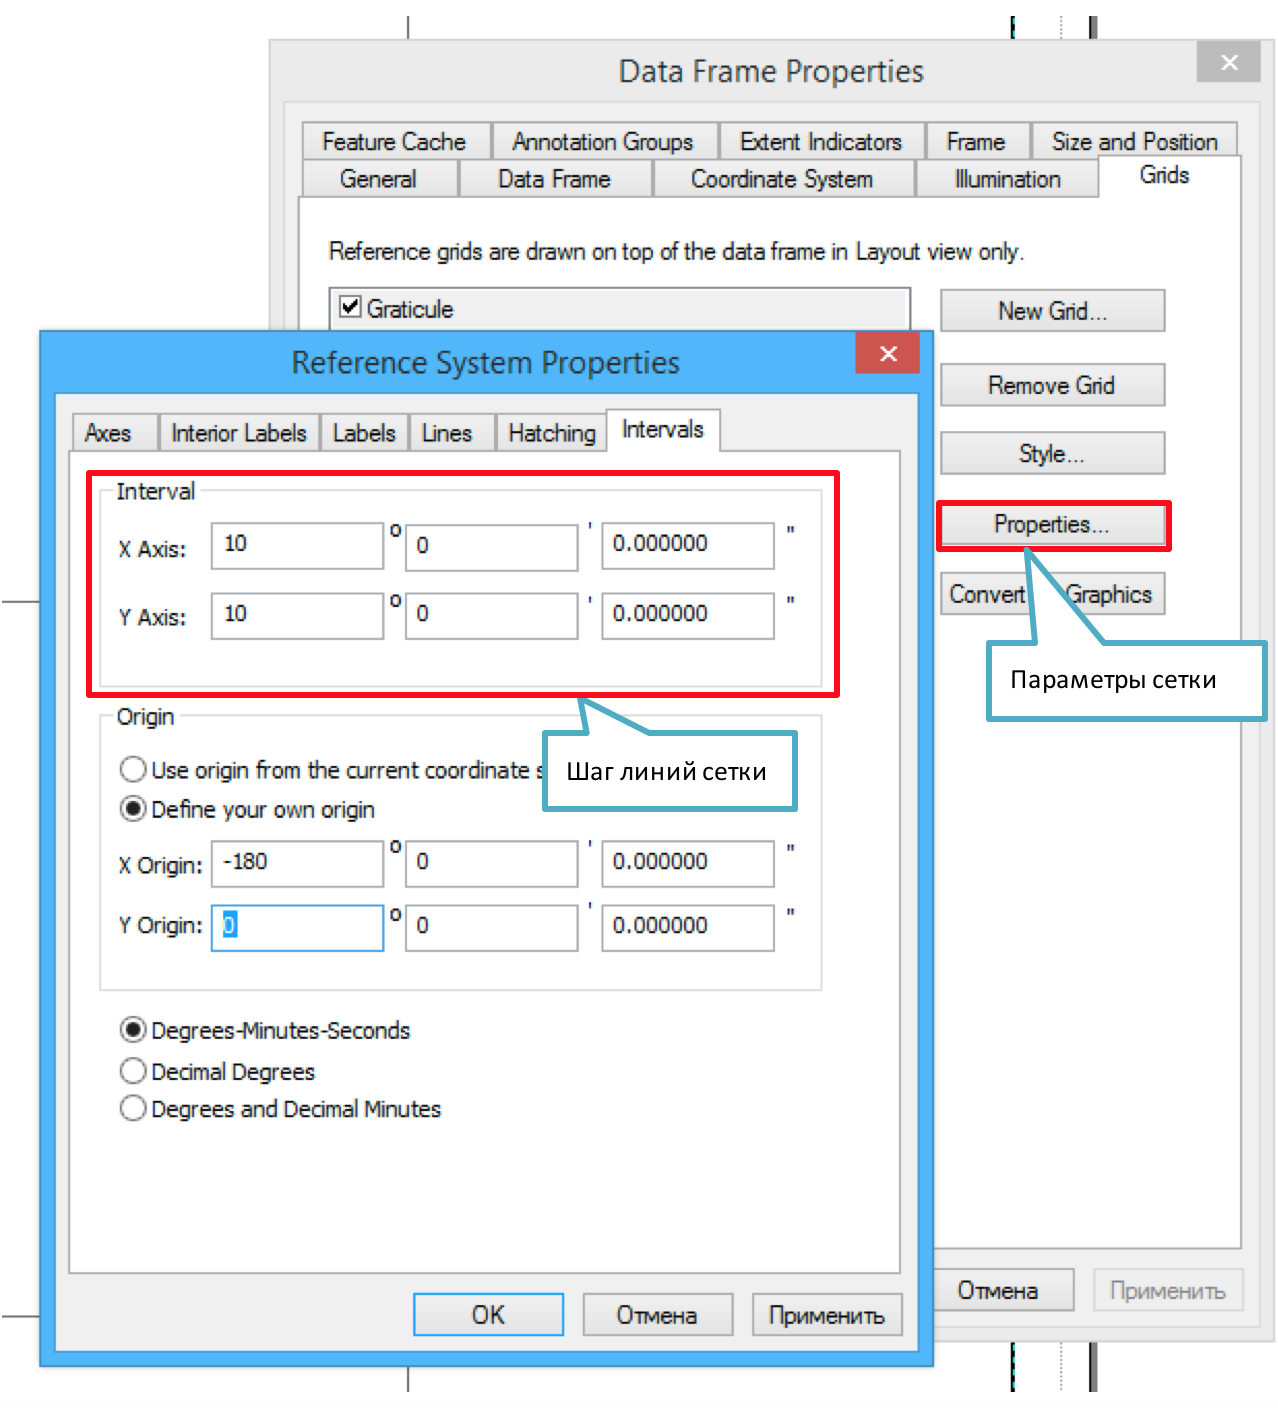 Data Frame Properties
Feature Cache Annotation Groups Extent Indicators Frame Size and Position
General Data Frame Coordinate System Illumination Grids
Reference grids are drawn on top of the data frame in Layout view only.
Graticule
New Grid...
Remove Grid
Style...
Properties...
Convert Graphics
Параметры сетки
Отмена Применить
Reference System Properties
Axes Interior Labels Labels Lines Hatching Intervals
Interval
X Axis: 10 ° 0 ' 0.000000 "
Y Axis: 10 ° 0 ' 0.000000 "
Шаг линий сетки
Origin
Use origin from the current coordinate s
Define your own origin
X Origin: -180 ° 0 ' 0.000000 "
Y Origin: 0 ° 0 ' 0.000000 "
Degrees-Minutes-Seconds
Decimal Degrees
Degrees and Decimal Minutes
OK Отмена Применить